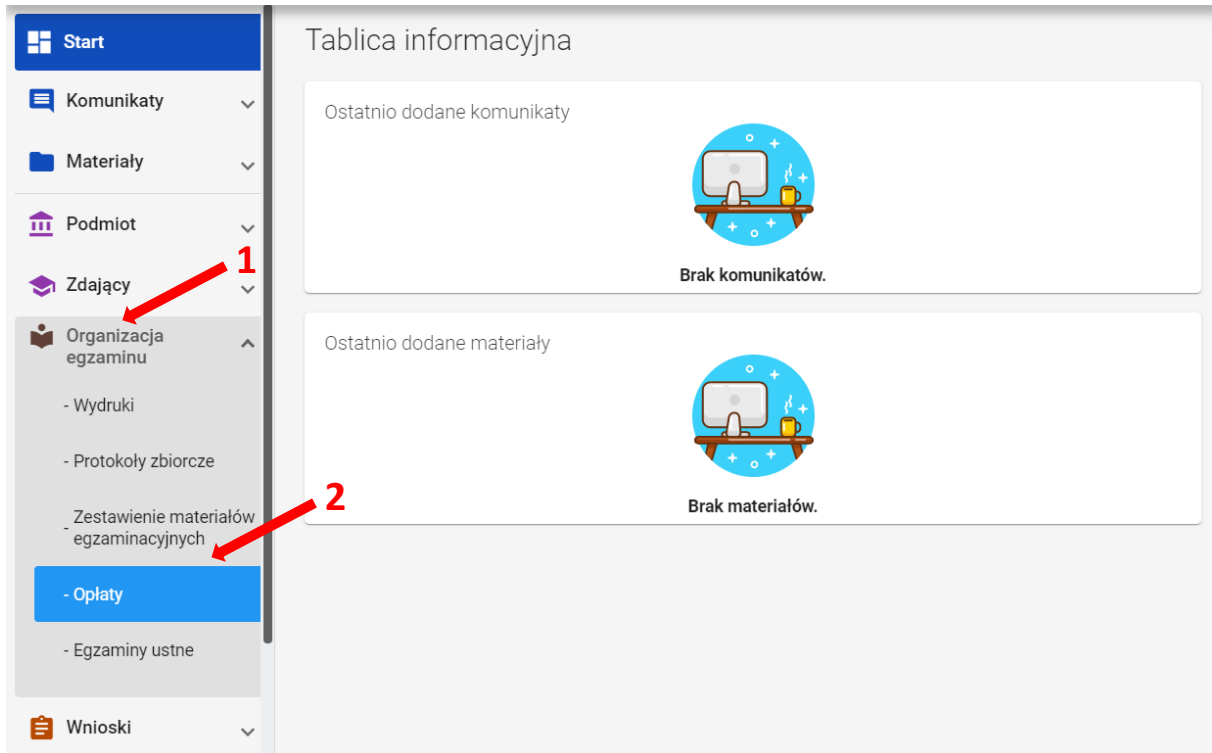 Start
Komunikaty
Materiały
Podmiot
1
Zdający
Organizacja
egzaminu
- Wydruki
- Protokoły zbiorcze
- Zestawienie materiałów
egzaminacyjnych
2
- Opłaty
- Egzaminy ustne
Wnioski
Tablica informacyjna
Ostatnio dodane komunikaty
Brak komunikatów.
Ostatnio dodane materiały
Brak materiałów.